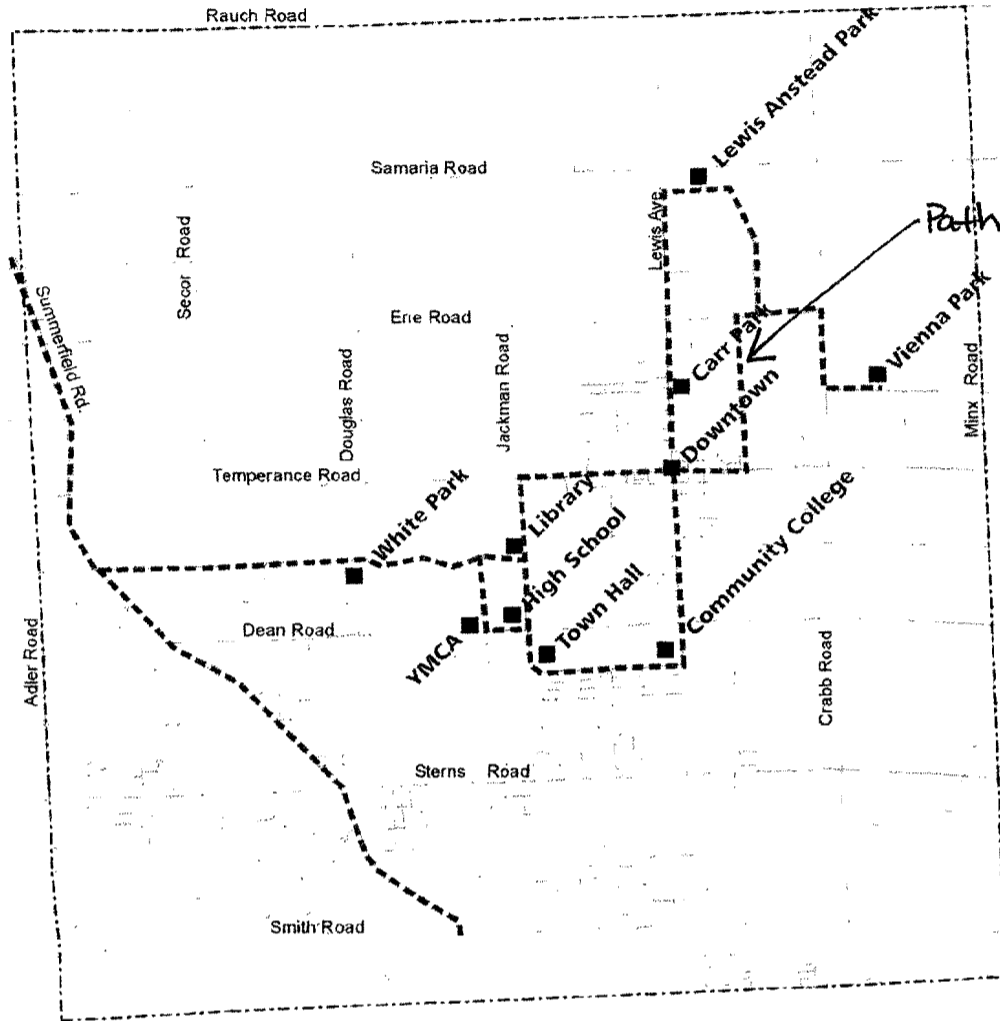 Rauch Road
Lewis Anstead Park
Samaria Road
Path
Secor Road
Lewis Ave.
Summerfield Rd.
Erie Road
Carr Park
Vienna Park
Douglas Road
Jackman Road
Downtown
Minx Road
Temperance Road
White Park
Library
High School
Community College
Town Hall
Dean Road
YMCA
Adler Road
Crabb Road
Sterns Road
Smith Road